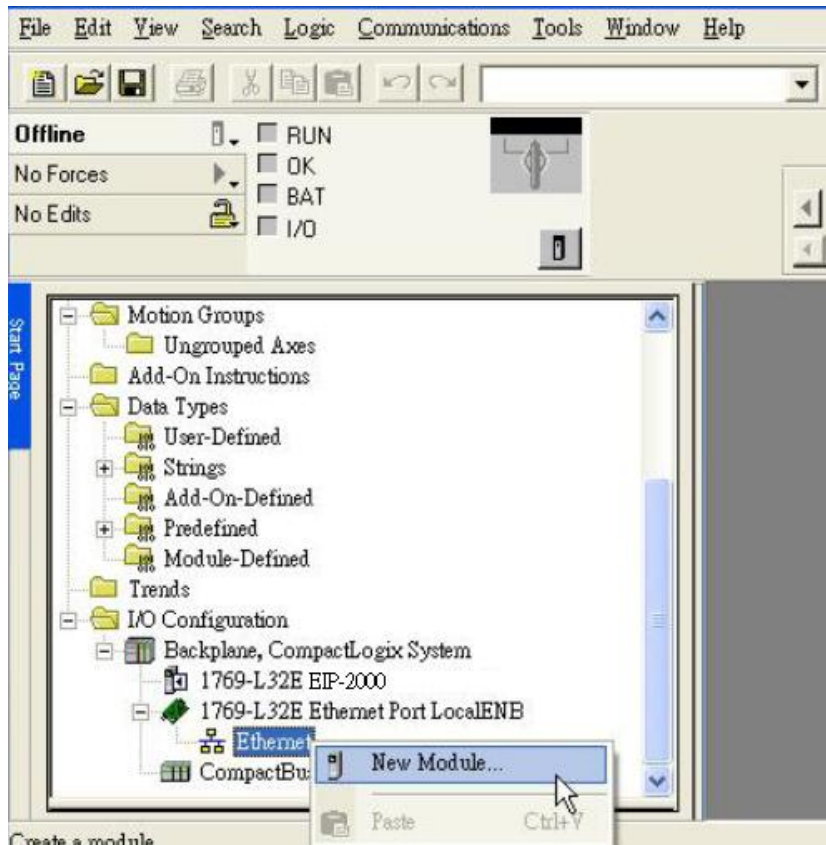 File Edit View Search Logic Communications Tools Window Help
Offline RUN
No Forces OK
No Edits BAT
I/O
Start Page
Motion Groups
Ungrouped Axes
Add-On Instructions
Data Types
User-Defined
Strings
Add-On-Defined
Predefined
Module-Defined
Trends
I/O Configuration
Backplane, CompactLogix System
1769-L32E EIP-2000
1769-L32E Ethernet Port LocalENB
Ethernet
New Module...
CompactBu
Paste Ctrl+V
Create a module